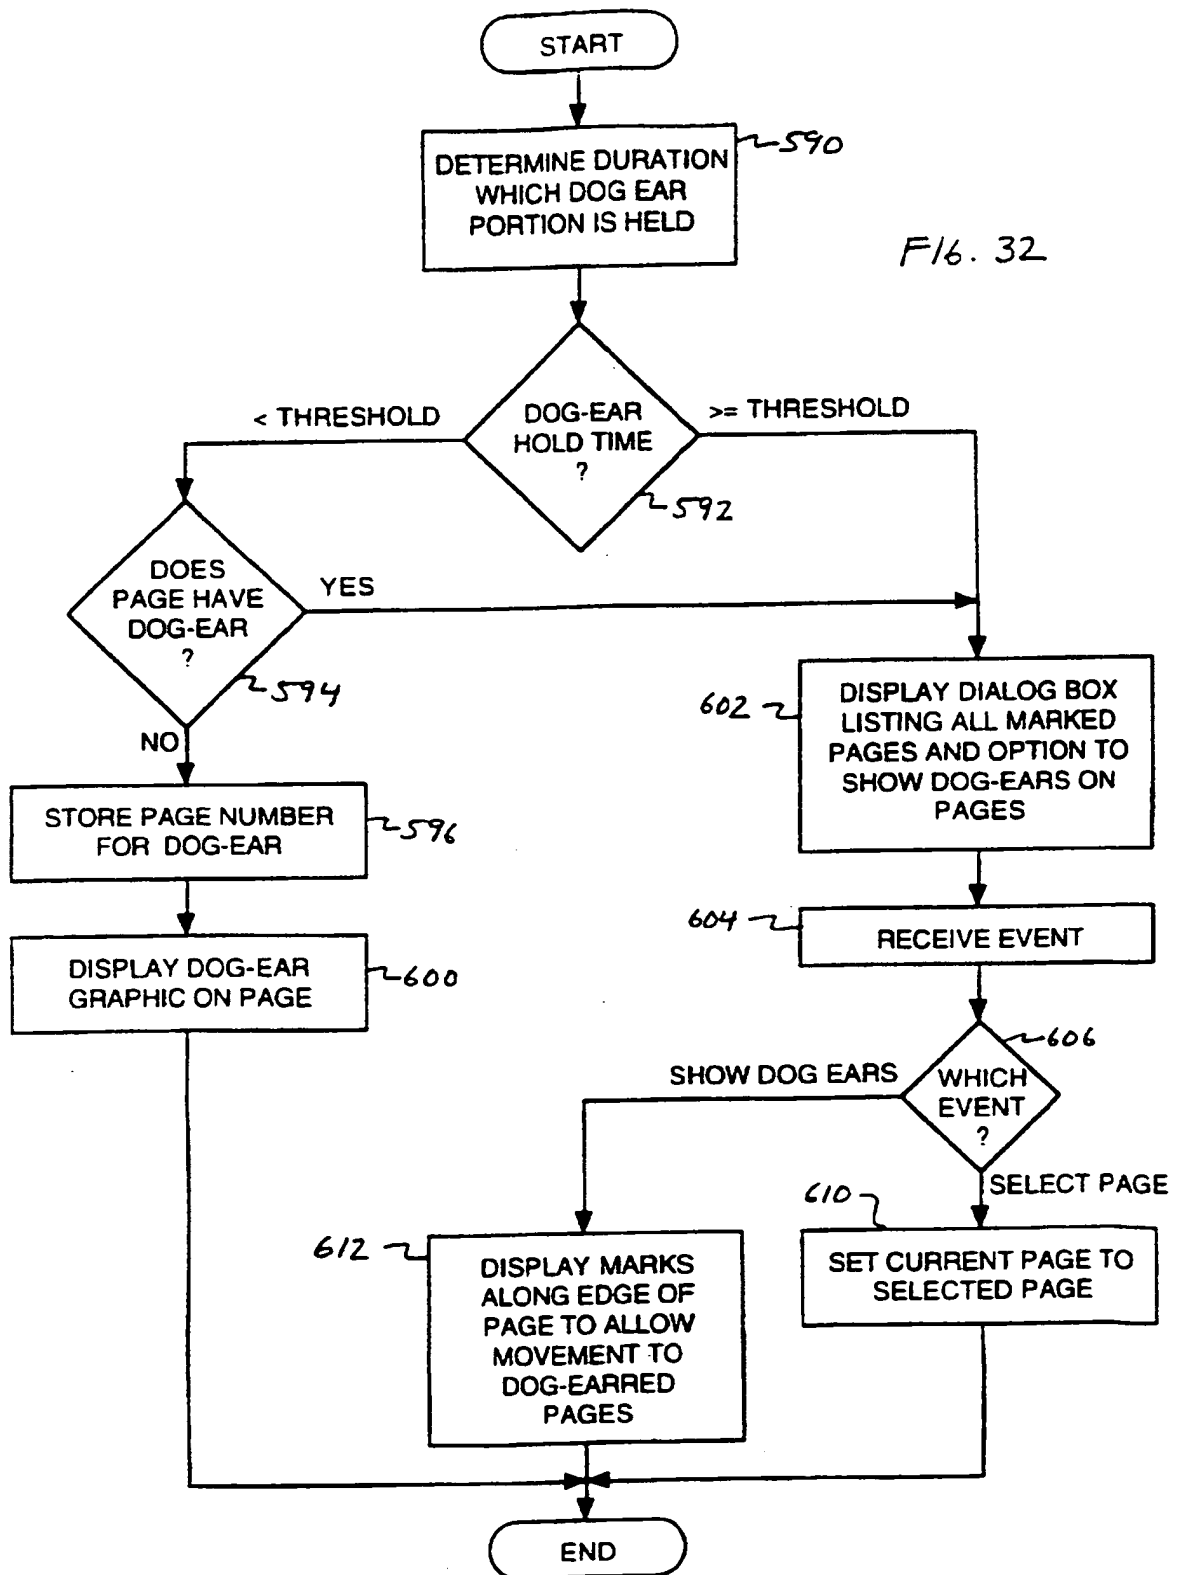 START
DETERMINE DURATION
WHICH DOG EAR
PORTION IS HELD
590
FIG. 32
< THRESHOLD
DOG-EAR
HOLD TIME
?
>= THRESHOLD
592
DOES
PAGE HAVE
DOG-EAR
?
YES
594
NO
STORE PAGE NUMBER
FOR DOG-EAR
596
DISPLAY DOG-EAR
GRAPHIC ON PAGE
600
602
DISPLAY DIALOG BOX
LISTING ALL MARKED
PAGES AND OPTION TO
SHOW DOG-EARS ON
PAGES
604
RECEIVE EVENT
606
SHOW DOG EARS
WHICH
EVENT
?
SELECT PAGE
610
SET CURRENT PAGE TO
SELECTED PAGE
612
DISPLAY MARKS
ALONG EDGE OF
PAGE TO ALLOW
MOVEMENT TO
DOG-EARRED
PAGES
END